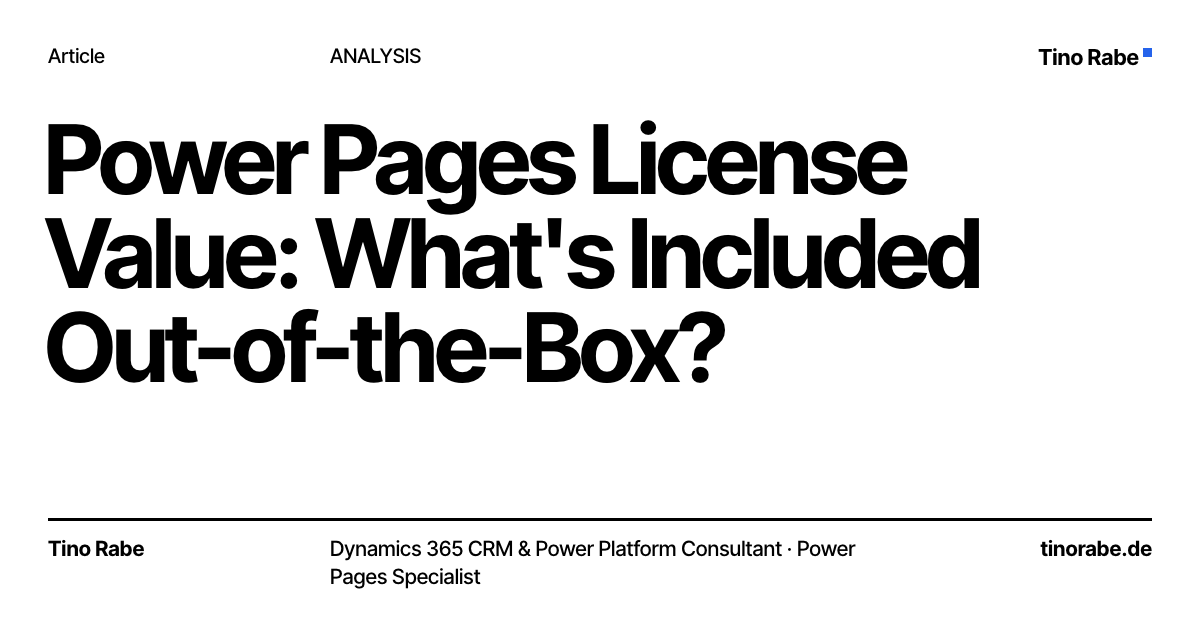 Article
ANALYSIS
Tino Rabe
Power Pages License
Value: What's Included
Out-of-the-Box?
Tino Rabe
Dynamics 365 CRM & Power Platform Consultant · Power
Pages Specialist
tinorabe.de